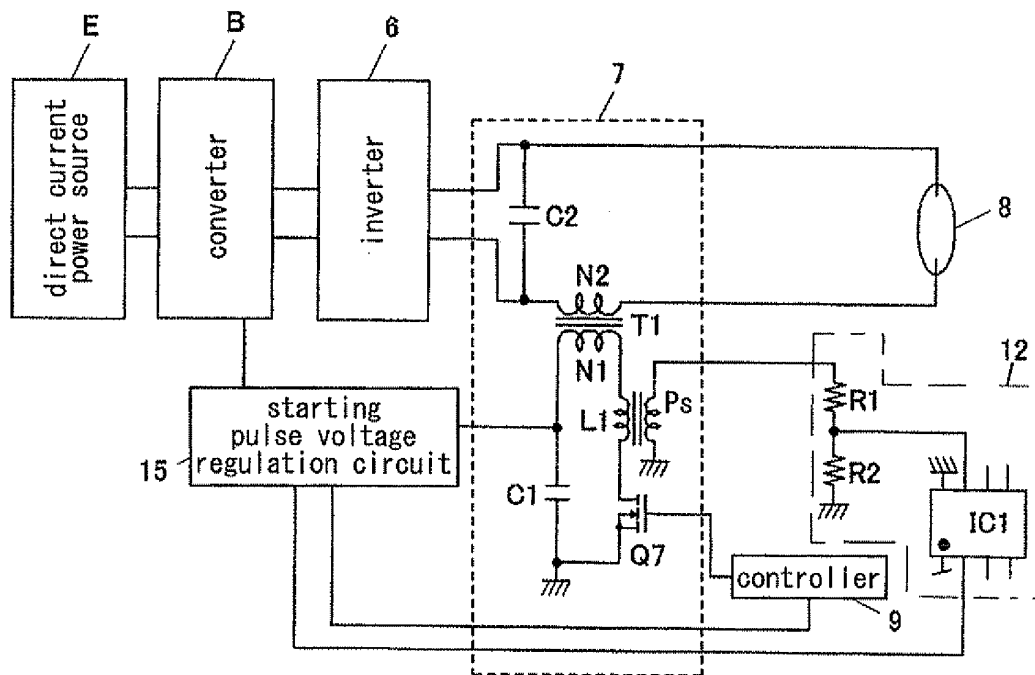 E
B
6
7
direct current
power source
converter
inverter
C2
8
N2
T1
N1
12
starting
pulse voltage
regulation circuit
15
L1
Ps
R1
R2
C1
Q7
IC1
controller
9